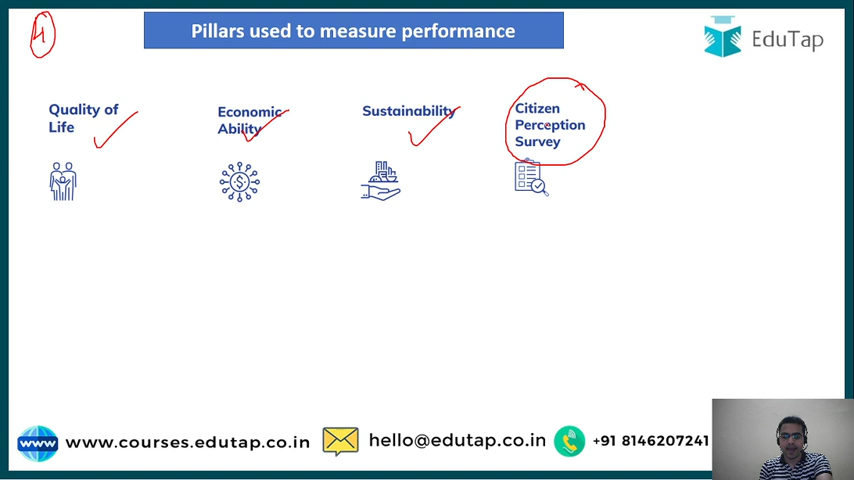 4
Pillars used to measure performance
EduTap
Quality of
Life
Economic
Ability
Sustainability
Citizen
Perception
Survey
www
www.courses.edutap.co.in
hello@edutap.co.in
+91 8146207241